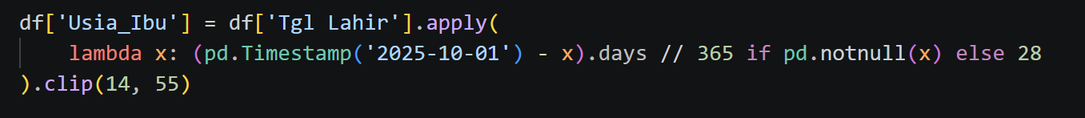 df['Usia_Ibu'] = df['Tgl Lahir'].apply(
    lambda x: (pd.Timestamp('2025-10-01') - x).days // 365 if pd.notnull(x) else 28
).clip(14, 55)